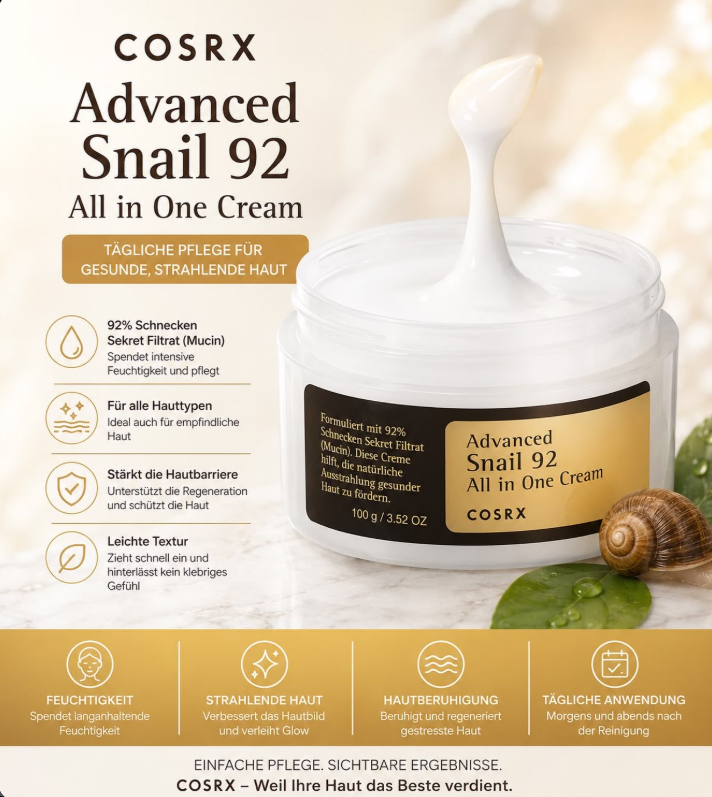 COSRX
Advanced
Snail 92
All in One Cream
TÄGLICHE PFLEGE FÜR
GESUNDE, STRAHLENDE HAUT
92% Schnecken
Sekret Filtrat (Mucin)
Spendet intensive
Feuchtigkeit und pflegt
Für alle Hauttypen
Ideal auch für empfindliche
Haut
Stärkt die Hautbarriere
Unterstützt die Regeneration
und schützt die Haut
Leichte Textur
Zieht schnell ein und
hinterlässt kein klebriges
Gefühl
Formuliert mit 92%
Schnecken Sekret Filtrat
(Mucin). Diese Creme
hilft, die natürliche
Ausstrahlung gesunder
Haut zu fördern.
100 g / 3.52 OZ
Advanced
Snail 92
All in One Cream
COSRX
FEUCHTIGKEIT
Spendet langanhaltende
Feuchtigkeit
STRAHLENDE HAUT
Verbessert das Hautbild
und verleiht Glow
HAUTBERUHIGUNG
Beruhigt und regeneriert
gestresste Haut
TÄGLICHE ANWENDUNG
Morgens und abends nach
der Reinigung
EINFACHE PFLEGE. SICHTBARE ERGEBNISSE.
COSRX – Weil Ihre Haut das Beste verdient.